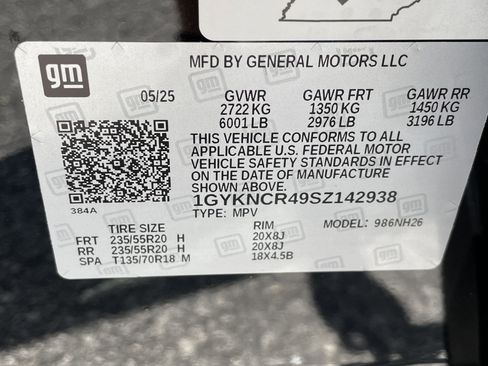 gm
MFD BY GENERAL MOTORS LLC
05/25 GVWR GAWR FRT GAWR RR
2722 KG 1350 KG 1450 KG
6001 LB 2976 LB 3196 LB
THIS VEHICLE CONFORMS TO ALL
APPLICABLE U.S. FEDERAL MOTOR
VEHICLE SAFETY STANDARDS IN EFFECT
ON THE DATE OF MANUFACTURE
SHOWN ABOVE.
384A
1GYKNCR49SZ142938
TYPE: MPV
986NH26
TIRE SIZE RIM
FRT 235/55R20 H 20X8J
RR 235/55R20 H 20X8J
SPA T135/70R18 M 18X4.5B